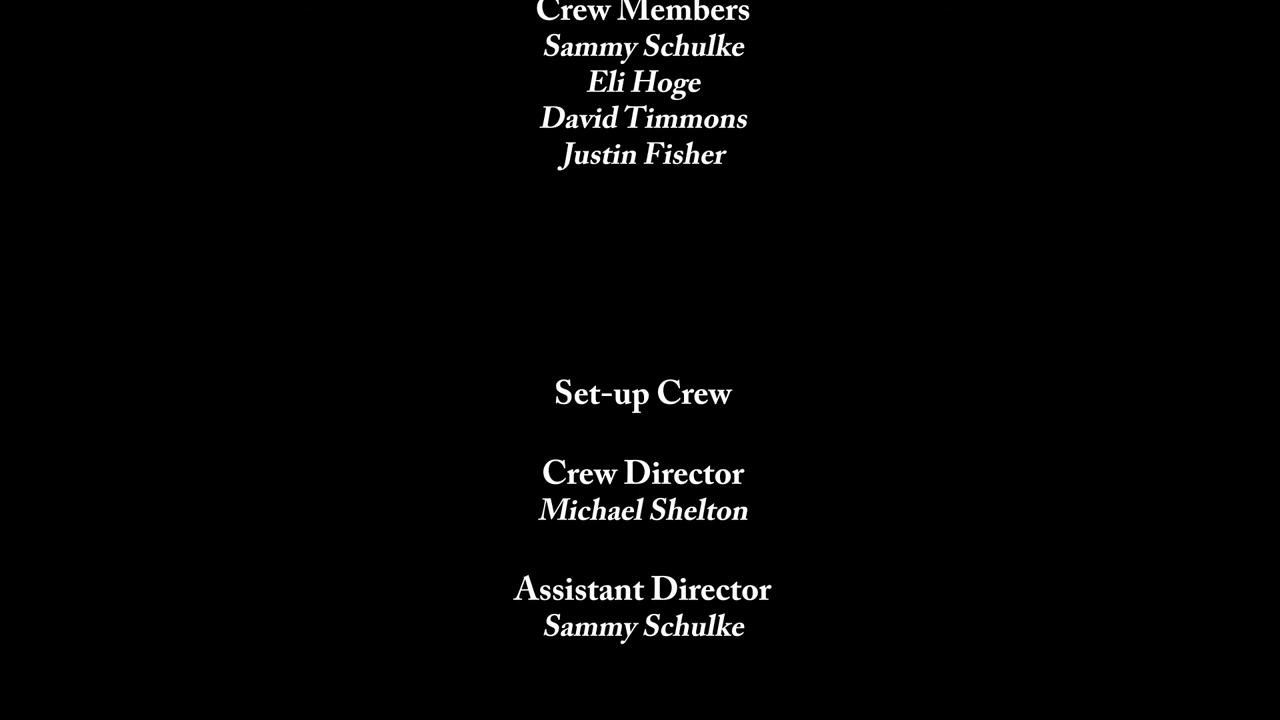 Crew Members
Sammy Schulke
Eli Hoge
David Timmons
Justin Fisher
Set-up Crew
Crew Director
Michael Shelton
Assistant Director
Sammy Schulke